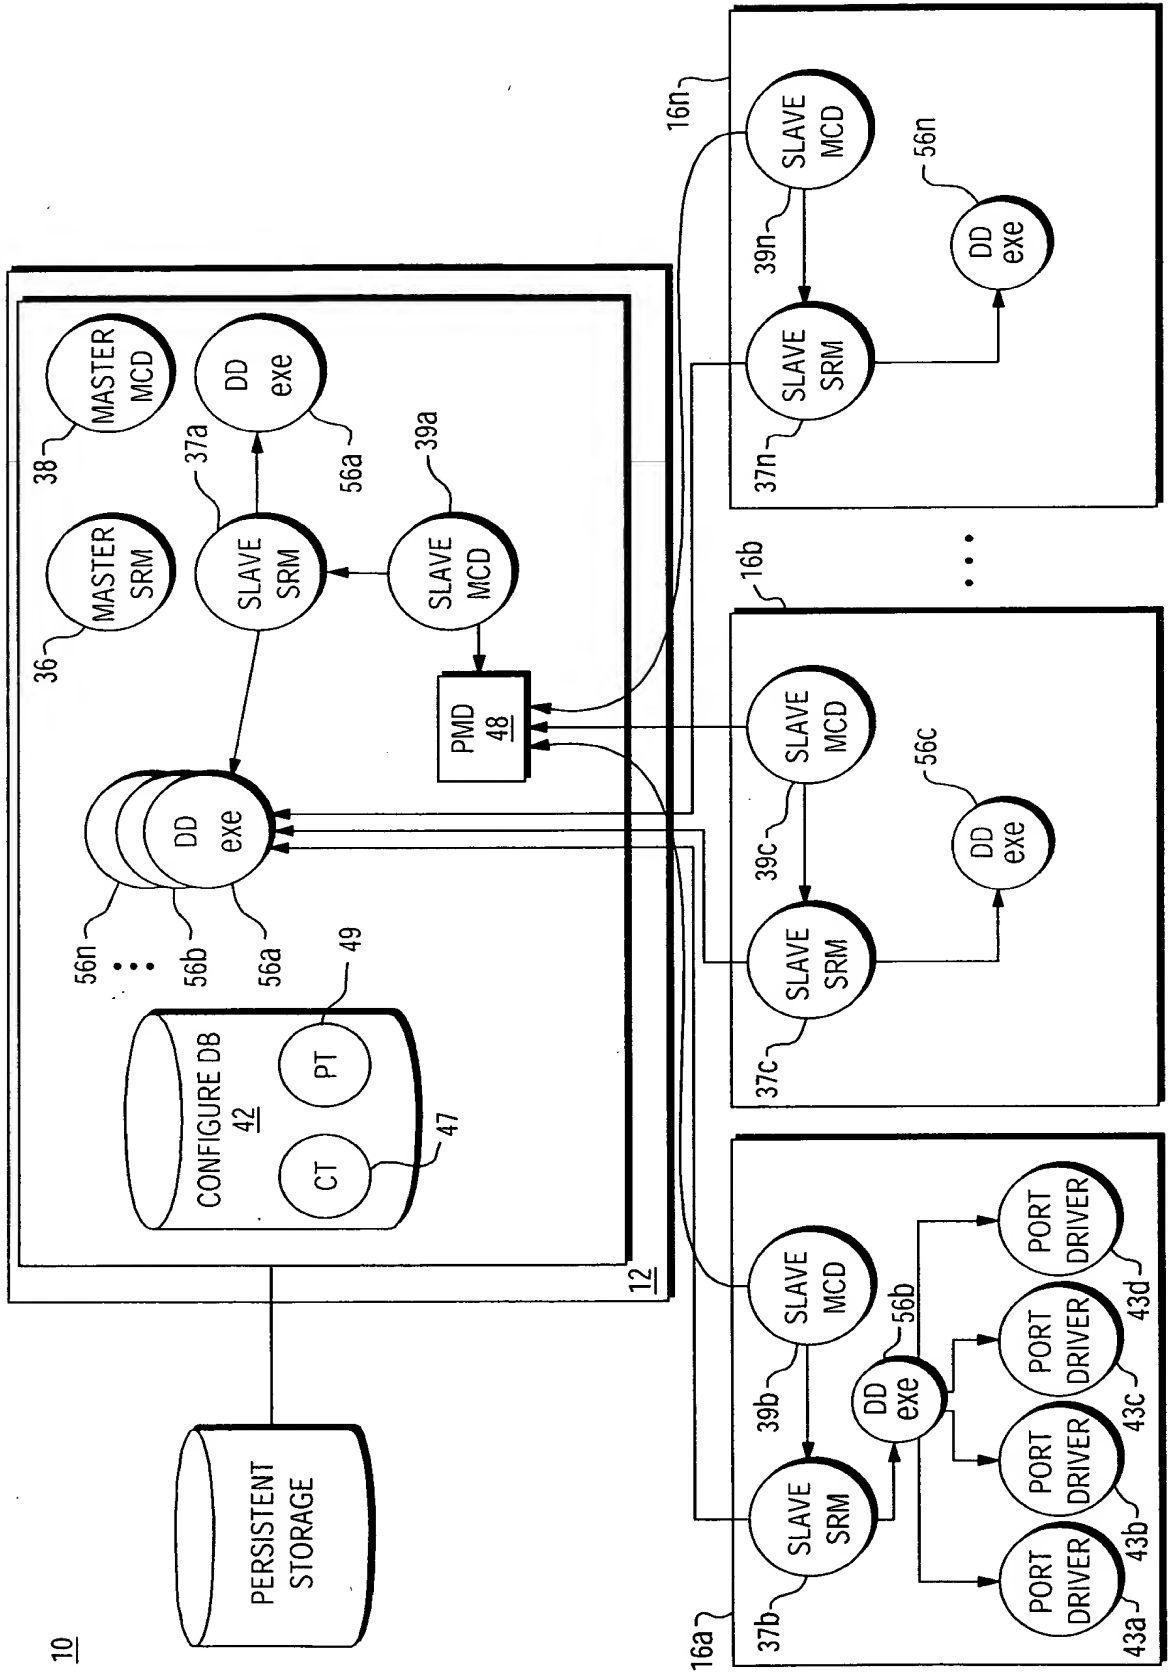 10
PERSISTENT
STORAGE
12
CONFIGURE DB
42
CT
PT
47
49
56n
56b
56a
DD
exe
MASTER
SRM
36
MASTER
MCD
38
SLAVE
SRM
37a
DD
exe
56a
SLAVE
MCD
39a
PMD
48
16a
SLAVE
SRM
37b
SLAVE
MCD
39b
DD
exe
56b
PORT
DRIVER
43a
PORT
DRIVER
43b
PORT
DRIVER
43c
PORT
DRIVER
43d
16b
SLAVE
SRM
37c
SLAVE
MCD
39c
DD
exe
56c
16n
SLAVE
SRM
37n
SLAVE
MCD
39n
DD
exe
56n